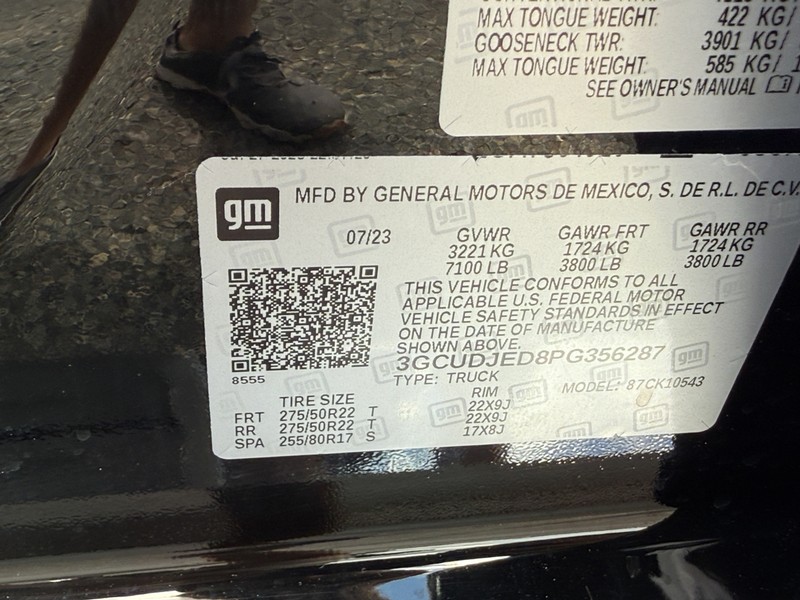 MAX TONGUE WEIGHT: 422 KG/
GOOSENECK TWR: 3901 KG/
MAX TONGUE WEIGHT: 585 KG/ 1
SEE OWNER'S MANUAL
gm
MFD BY GENERAL MOTORS DE MEXICO, S. DE R.L. DE C.V.
07/23 GVWR GAWR FRT GAWR RR
3221 KG 1724 KG 1724 KG
7100 LB 3800 LB 3800 LB
THIS VEHICLE CONFORMS TO ALL
APPLICABLE U.S. FEDERAL MOTOR
VEHICLE SAFETY STANDARDS IN EFFECT
ON THE DATE OF MANUFACTURE
SHOWN ABOVE.
3GCUDJED8PG356287
8555
TYPE: TRUCK MODEL: 87CK10543
TIRE SIZE RIM
FRT 275/50R22 T 22X9J
RR 275/50R22 T 22X9J
SPA 255/80R17 S 17X8J